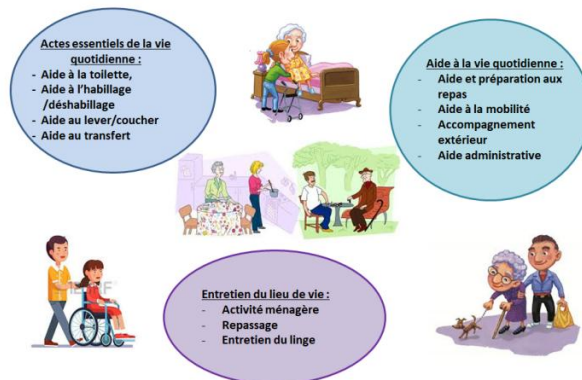 Actes essentiels de la vie
quotidienne :
- Aide à la toilette,
- Aide à l'habillage
/déshabillage
- Aide au lever/coucher
- Aide au transfert
Aide à la vie quotidienne :
- Aide et préparation aux
repas
- Aide à la mobilité
- Accompagnement
extérieur
- Aide administrative
Entretien du lieu de vie :
- Activité ménagère
- Repassage
- Entretien du linge